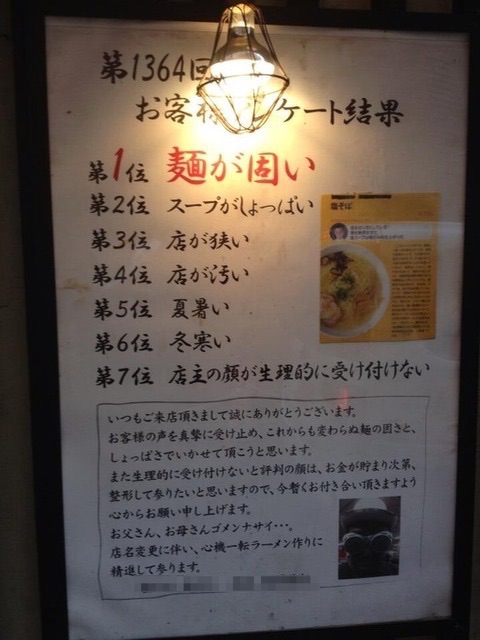 第1364回
お客様 ケート結果
第1位 麺が固い
第2位 スープがしょっぱい
第3位 店が狭い
第4位 店が汚い
第5位 夏暑い
第6位 冬寒い
第7位 店主の顔が生理的に受け付けない
塩そば
いつもご来店頂きまして誠にありがとうございます。
お客様の声を真摯に受け止め、これからも変わらぬ麺の固さと、
しょっぱさでいかせて頂こうと思います。
また生理的に受け付けないと評判の顔は、お金が貯まり次第、
整形して参りたいと思いますので、今暫くお付き合い頂きますよう
心からお願い申し上げます。
お父さん、お母さんゴメンナサイ・・・。
店名変更に伴い、心機一転ラーメン作りに
精進して参ります。